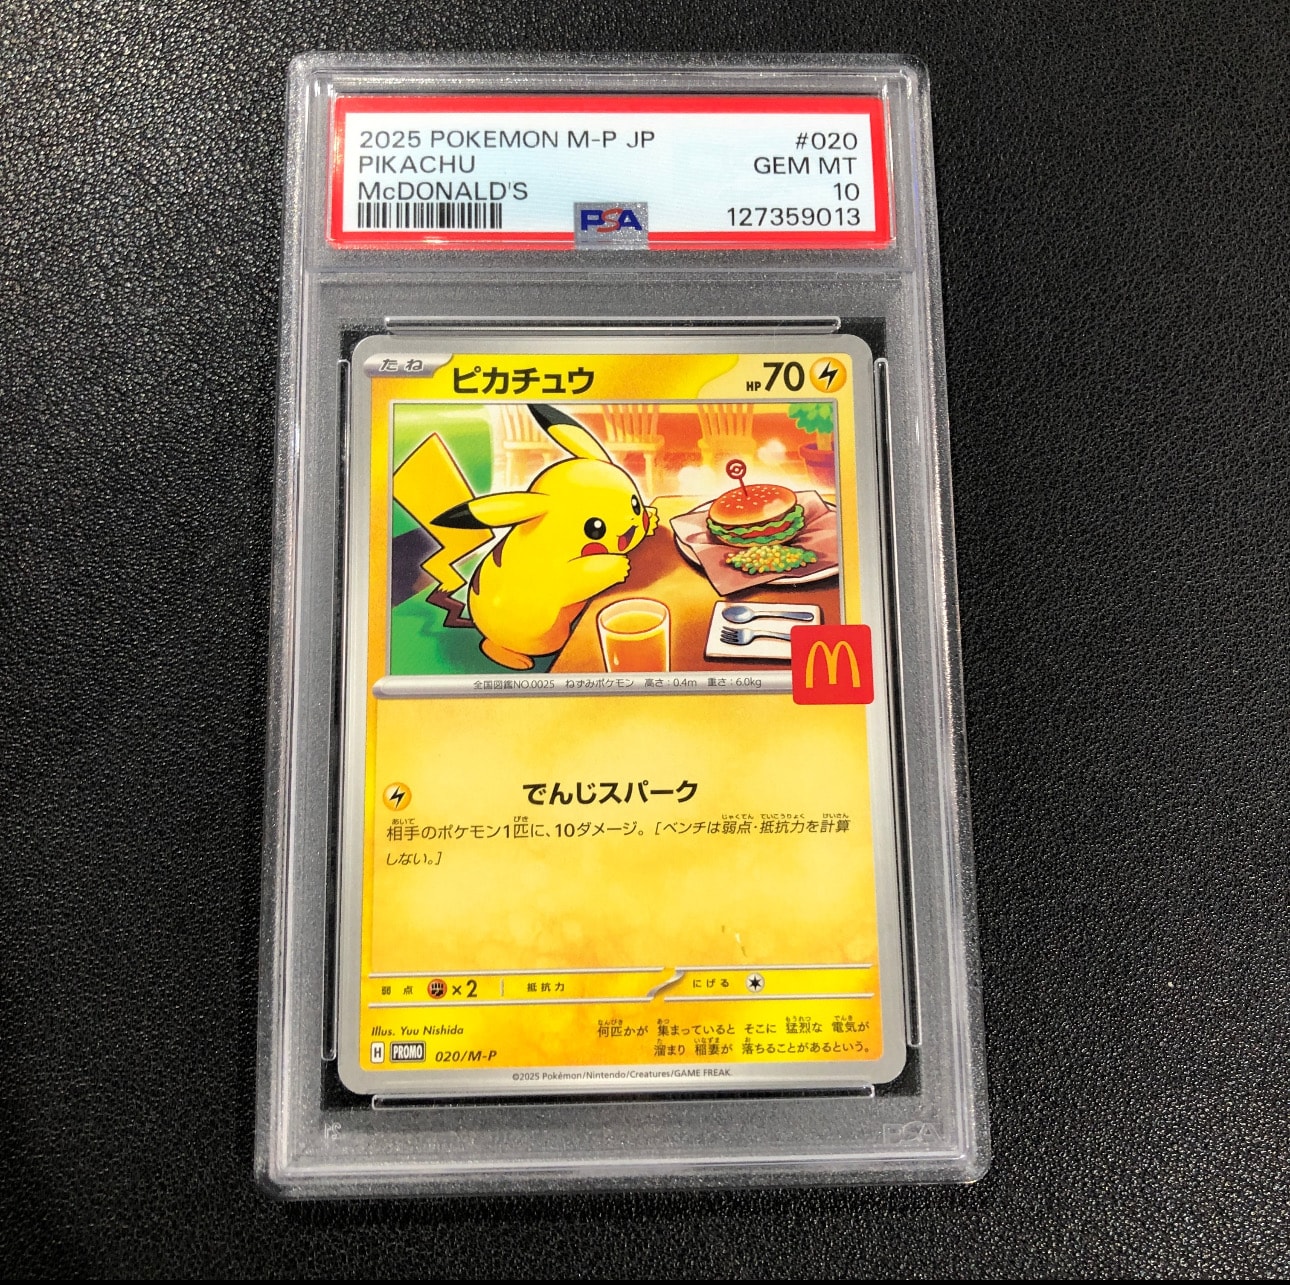 2025 POKEMON M-P JP #020
PIKACHU GEM MT
McDONALD'S 10
PSA 127359013
たね ピカチュウ HP70
全国図鑑NO.0025 ねずみポケモン 高さ:0.4m 重さ:6.0kg
でんじスパーク
相手のポケモン1匹に、10ダメージ。[ベンチは弱点・抵抗力を計算
しない。]
弱点 ×2 抵抗力 にげる
Illus. Yuu Nishida
何匹かが 集まっていると そこに 猛烈な 電気が
溜まり 稲妻が 落ちることがあるという。
H PROMO 020/M-P
©2025 Pokémon/Nintendo/Creatures/GAME FREAK
PSA